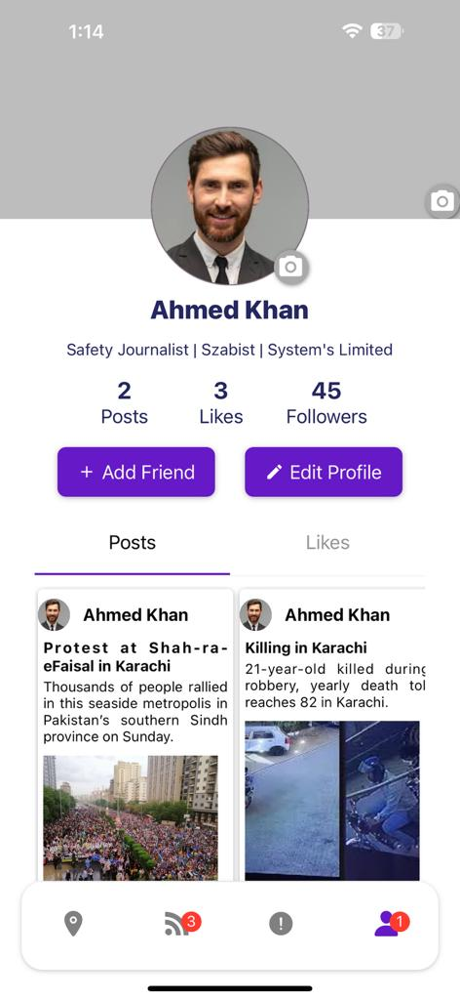 1:14
37
Ahmed Khan
Safety Journalist | Szabist | System's Limited
2 3 45
Posts Likes Followers
+ Add Friend Edit Profile
Posts Likes
Ahmed Khan
Protest at Shah-ra-
eFaisal in Karachi
Thousands of people rallied
in this seaside metropolis in
Pakistan's southern Sindh
province on Sunday.
Ahmed Khan
Killing in Karachi
21-year-old killed during
robbery, yearly death tol
reaches 82 in Karachi.
3
!
1